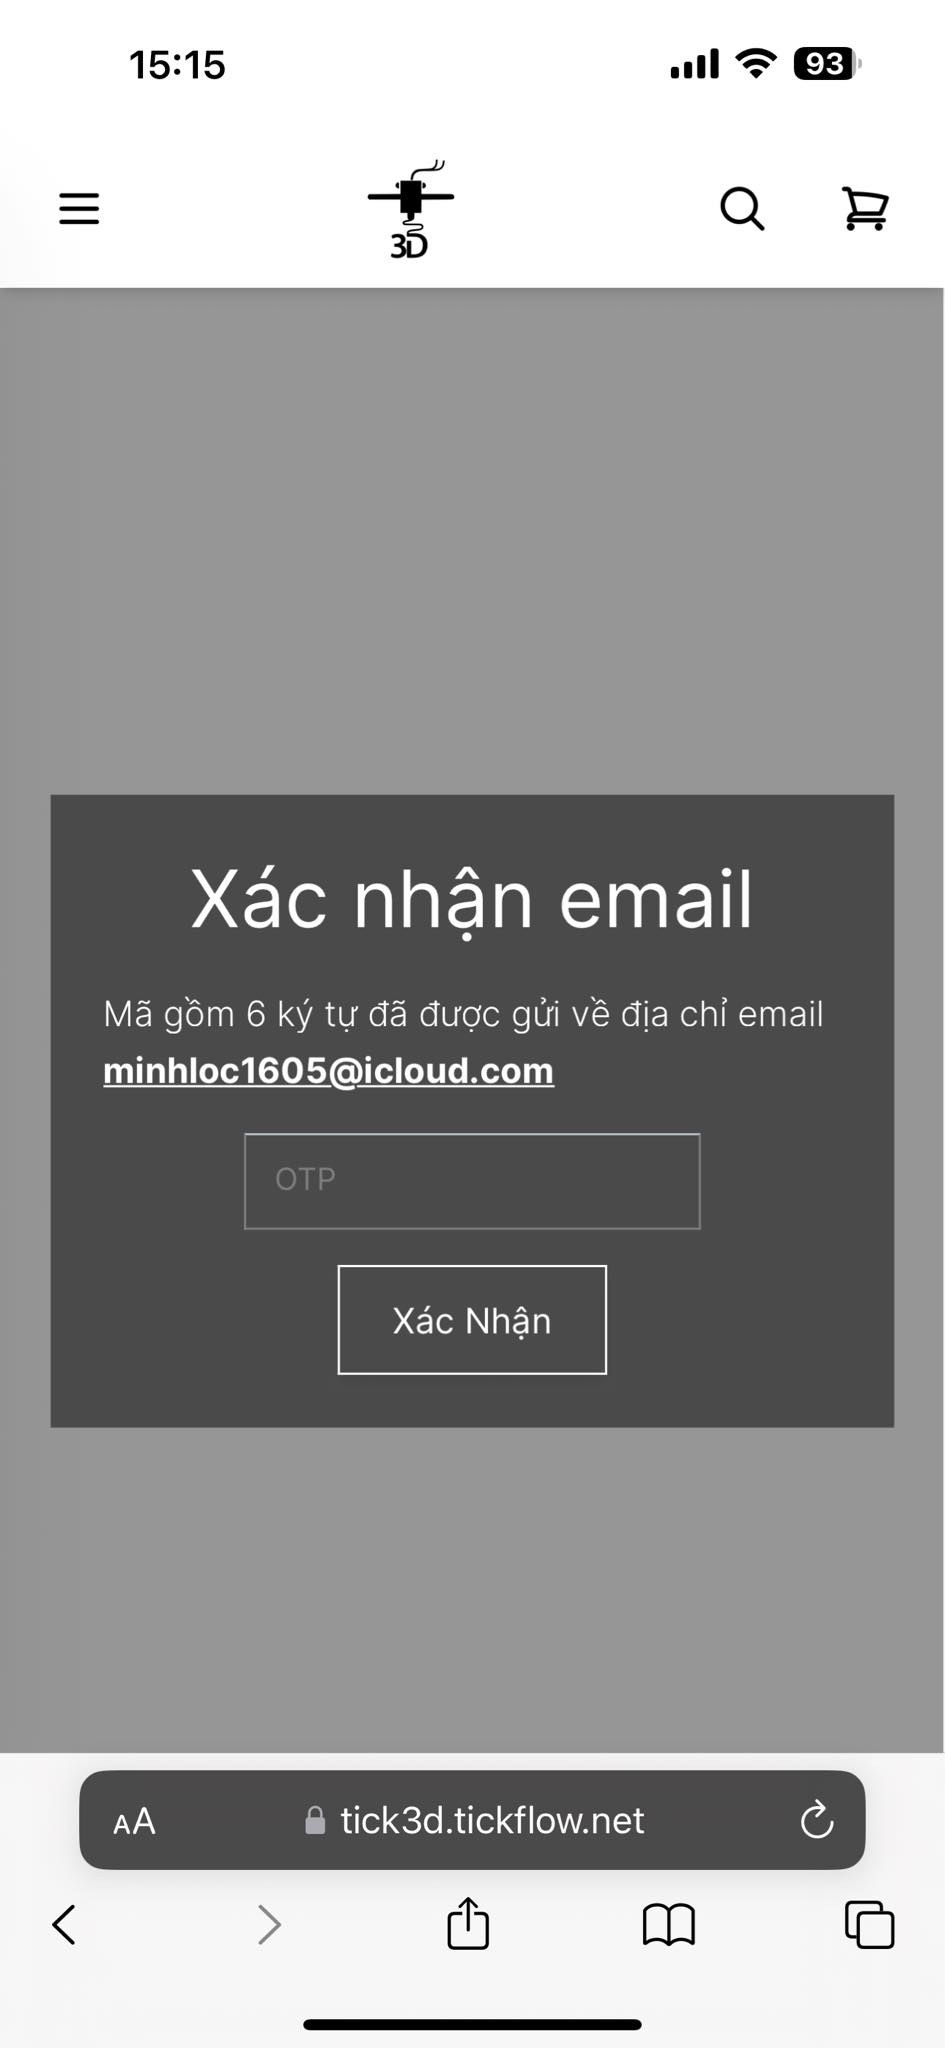 15:15
93
3D
Xác nhận email
Mã gồm 6 ký tự đã được gửi về địa chỉ email
minhloc1605@icloud.com
OTP
Xác Nhận
AA
tick3d.tickflow.net